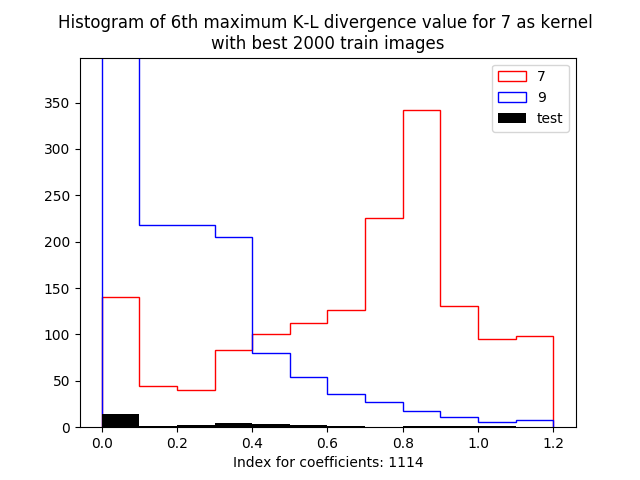 Histogram of 6th maximum K-L divergence value for 7 as kernel
with best 2000 train images
7
9
test
350
300
250
200
150
100
50
0
0.0 0.2 0.4 0.6 0.8 1.0 1.2
Index for coefficients: 1114